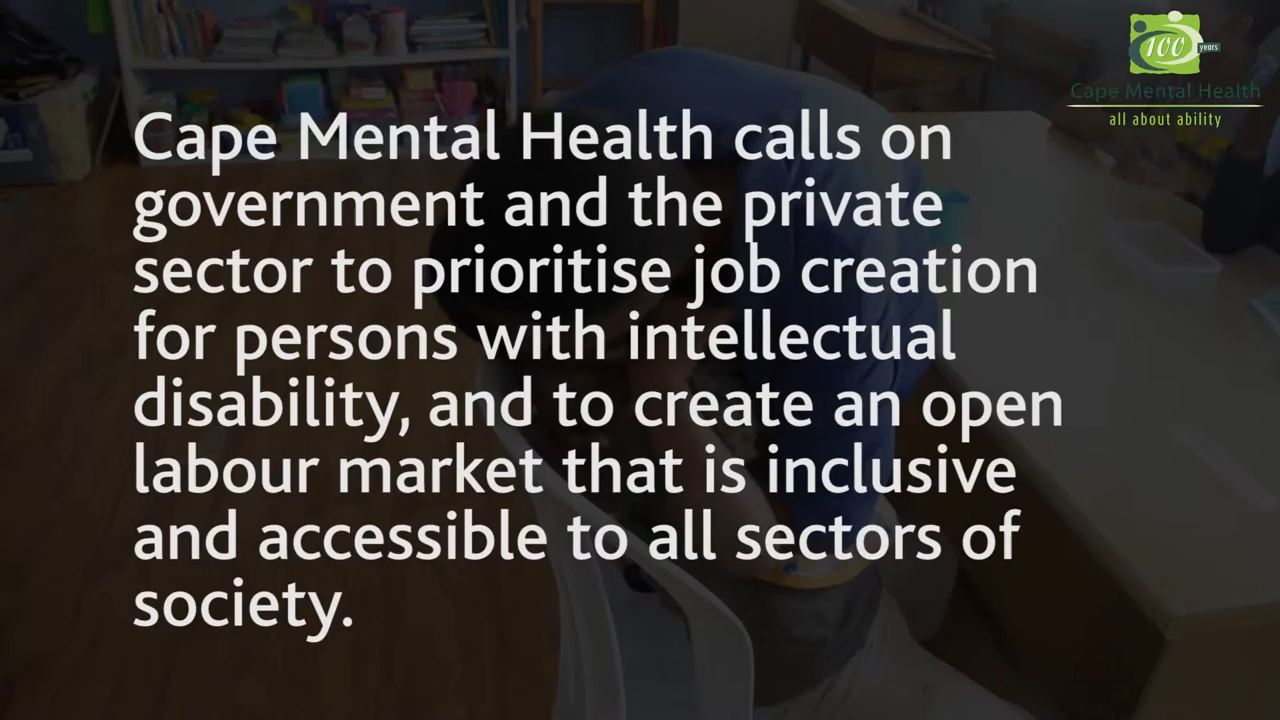 100 years
Cape Mental Health
all about ability
Cape Mental Health calls on
government and the private
sector to prioritise job creation
for persons with intellectual
disability, and to create an open
labour market that is inclusive
and accessible to all sectors of
society.